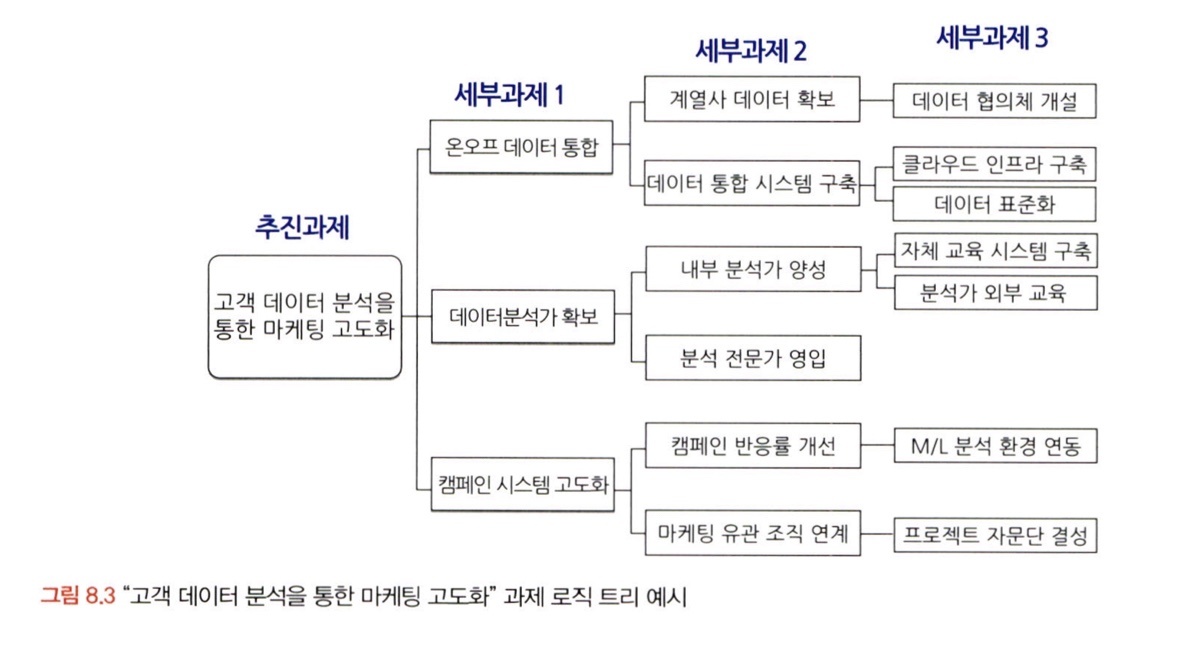 세부과제 3
세부과제 2
세부과제 1
추진과제
고객 데이터 분석을
통한 마케팅 고도화
온오프 데이터 통합
계열사 데이터 확보
데이터 협의체 개설
데이터 통합 시스템 구축
클라우드 인프라 구축
데이터 표준화
데이터분석가 확보
내부 분석가 양성
자체 교육 시스템 구축
분석가 외부 교육
분석 전문가 영입
캠페인 시스템 고도화
캠페인 반응률 개선
M/L 분석 환경 연동
마케팅 유관 조직 연계
프로젝트 자문단 결성
그림 8.3 “고객 데이터 분석을 통한 마케팅 고도화” 과제 로직 트리 예시